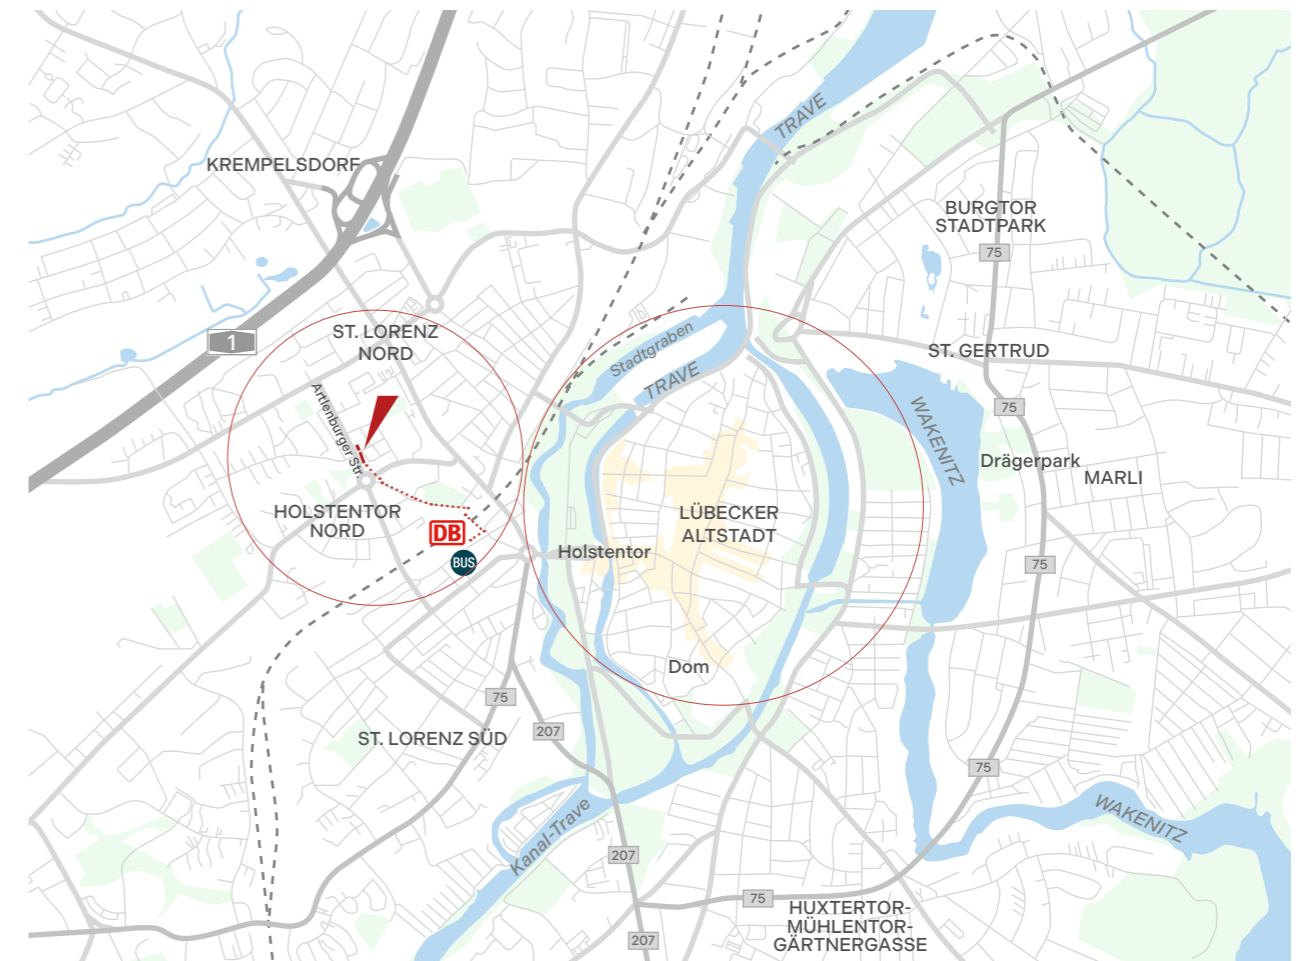 TRAVE
KREMPELSDORF
BURGTOR
STADTPARK
75
1
ST. LORENZ
NORD
Stadtgraben
TRAVE
ST. GERTRUD
75
WAKENITZ
Artlenburger Str.
Drägerpark
MARLI
HOLSTENTOR
NORD
DB
BUS
LÜBECKER
ALTSTADT
Holstentor
75
Dom
75
207
ST. LORENZ SÜD
75
Kanal-Trave
WAKENITZ
207
75
HUXTERTOR-
MÜHLENTOR-
GÄRTNERGASSE
207